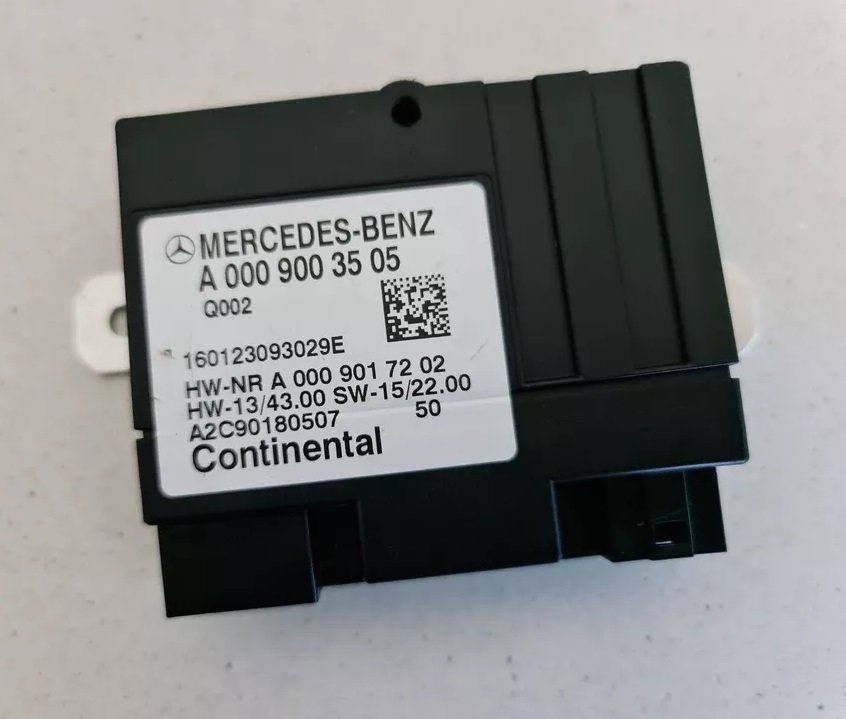 MERCEDES-BENZ
A 000 900 35 05
Q002
160123093029E
HW-NR A 000 901 72 02
HW-13/43.00 SW-15/22.00
A2C90180507 50
Continental